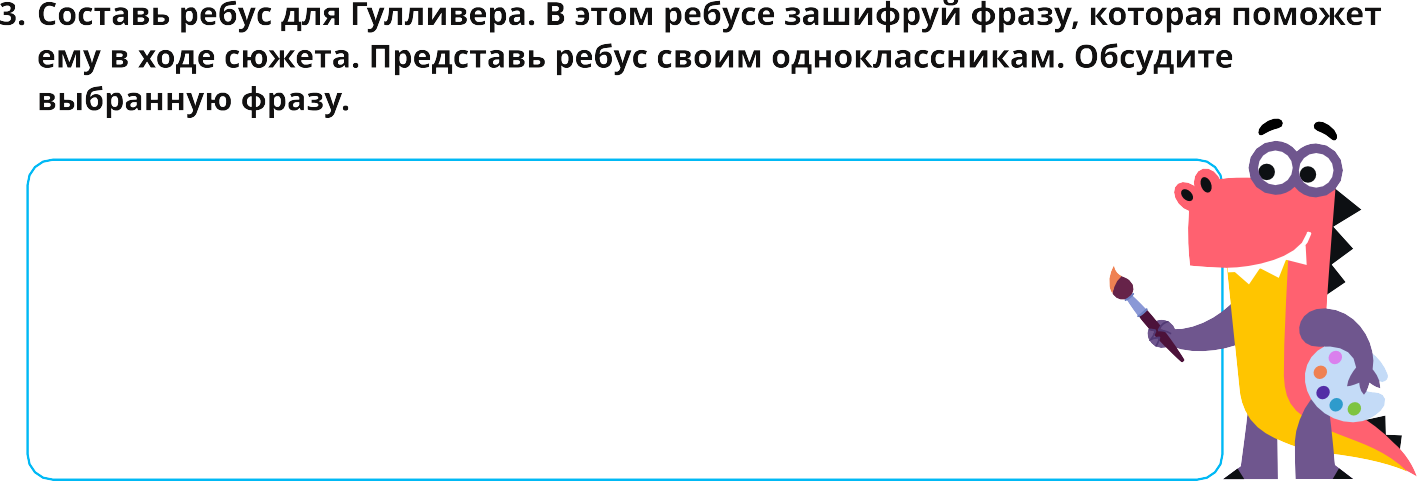 3. Составь ребус для Гулливера. В этом ребусе зашифруй фразу, которая поможет
ему в ходе сюжета. Представь ребус своим одноклассникам. Обсудите
выбранную фразу.